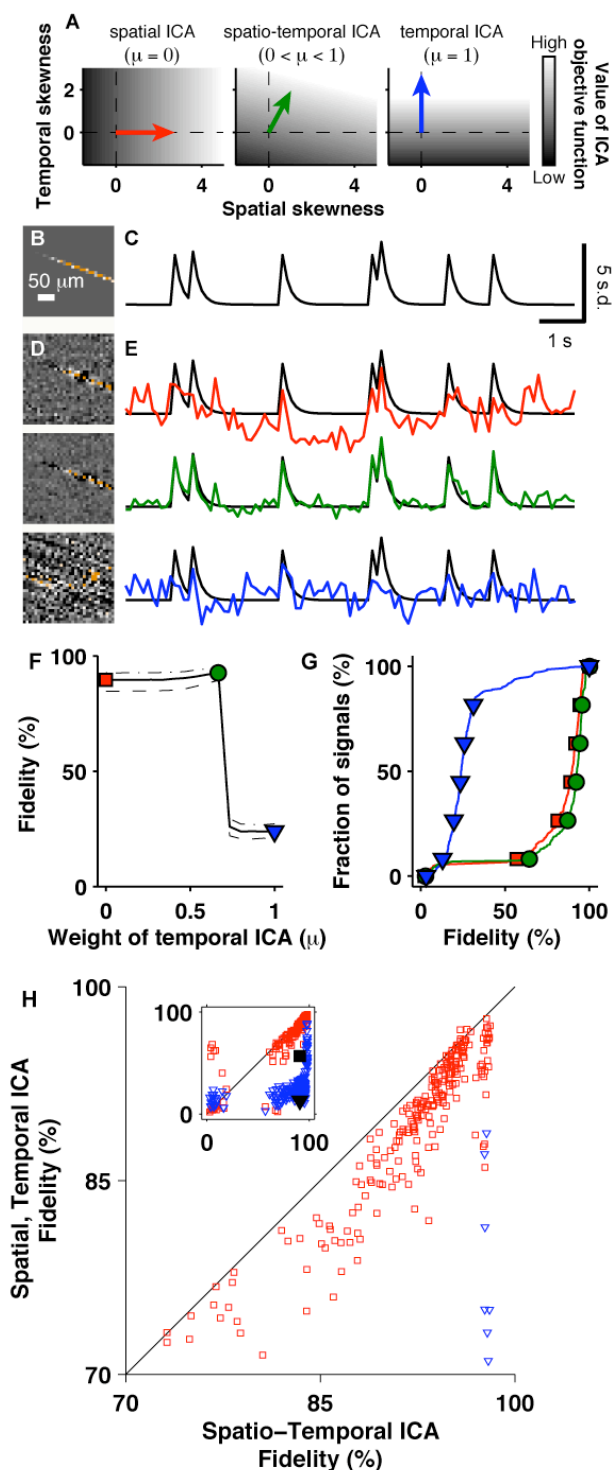 A
spatial ICA
(μ = 0)
spatio-temporal ICA
(0 < μ < 1)
temporal ICA
(μ = 1)
Temporal skewness
2
0
0
4
0
4
0
4
Spatial skewness
High
Low
Value of ICA
objective function
B
50 μm
C
5 s.d.
1 s
D
E
F
Fidelity (%)
100
50
0
0
0.5
1
Weight of temporal ICA (μ)
G
Fraction of signals (%)
100
50
0
0
50
100
Fidelity (%)
H
Spatial, Temporal ICA
Fidelity (%)
100
85
70
100
0
0
100
70
85
100
Spatio–Temporal ICA
Fidelity (%)